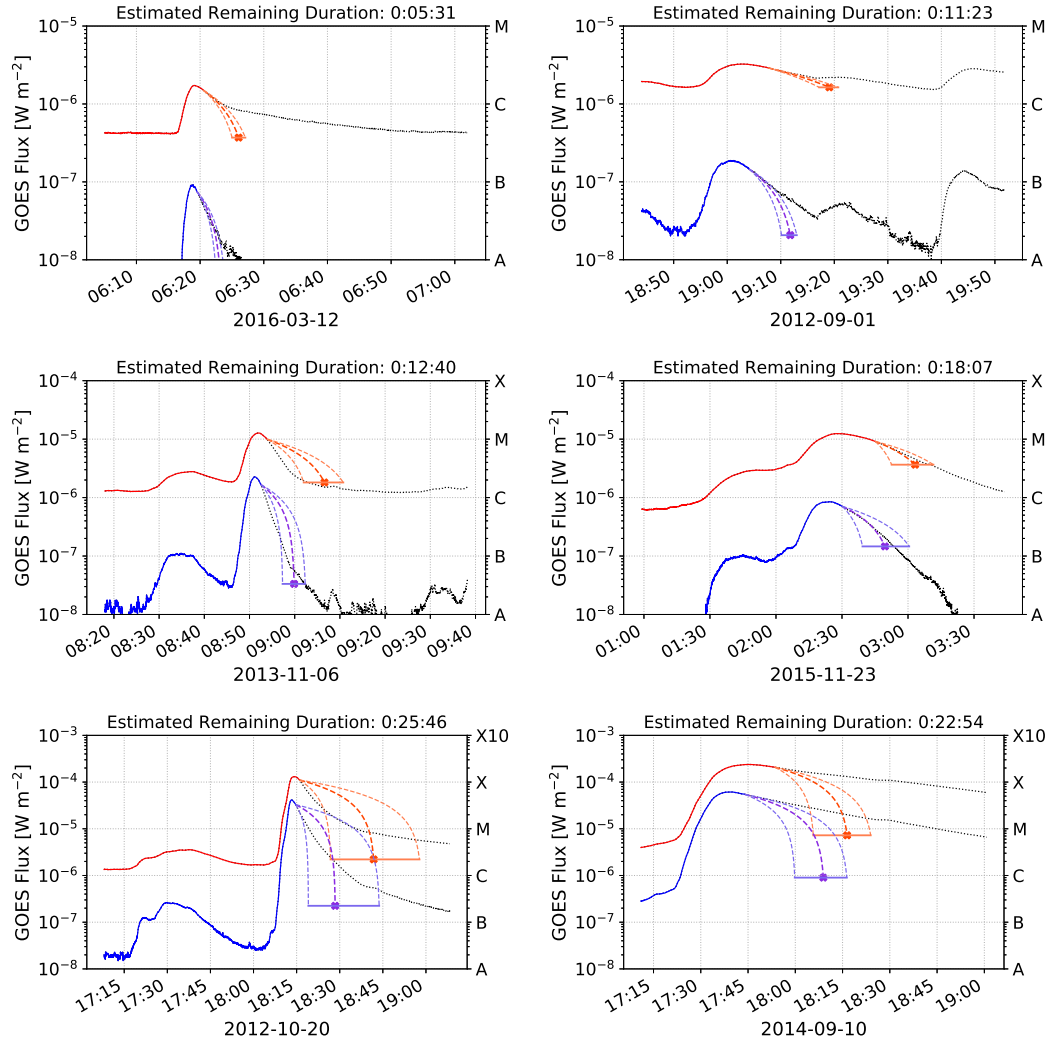 Estimated Remaining Duration: 0:05:31
GOES Flux [W m⁻²]
10⁻⁵
10⁻⁶
10⁻⁷
10⁻⁸
M
C
B
A
06:10 06:20 06:30 06:40 06:50 07:00
2016-03-12
Estimated Remaining Duration: 0:11:23
GOES Flux [W m⁻²]
10⁻⁵
10⁻⁶
10⁻⁷
10⁻⁸
M
C
B
A
18:50 19:00 19:10 19:20 19:30 19:40 19:50
2012-09-01
Estimated Remaining Duration: 0:12:40
GOES Flux [W m⁻²]
10⁻⁴
10⁻⁵
10⁻⁶
10⁻⁷
10⁻⁸
X
M
C
B
A
08:20 08:30 08:40 08:50 09:00 09:10 09:20 09:30 09:40
2013-11-06
Estimated Remaining Duration: 0:18:07
GOES Flux [W m⁻²]
10⁻⁴
10⁻⁵
10⁻⁶
10⁻⁷
10⁻⁸
X
M
C
B
A
01:00 01:30 02:00 02:30 03:00 03:30
2015-11-23
Estimated Remaining Duration: 0:25:46
GOES Flux [W m⁻²]
10⁻³
10⁻⁴
10⁻⁵
10⁻⁶
10⁻⁷
10⁻⁸
X10
X
M
C
B
A
17:15 17:30 17:45 18:00 18:15 18:30 18:45 19:00
2012-10-20
Estimated Remaining Duration: 0:22:54
GOES Flux [W m⁻²]
10⁻³
10⁻⁴
10⁻⁵
10⁻⁶
10⁻⁷
10⁻⁸
X10
X
M
C
B
A
17:15 17:30 17:45 18:00 18:15 18:30 18:45 19:00
2014-09-10